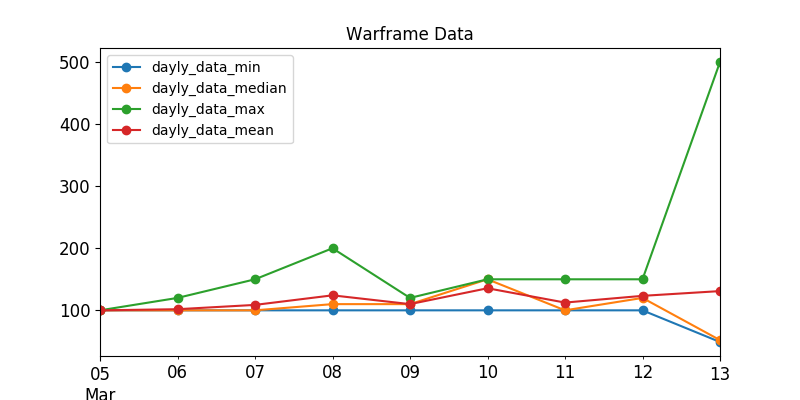 Warframe Data
dayly_data_min
dayly_data_median
dayly_data_max
dayly_data_mean
500
400
300
200
100
05 06 07 08 09 10 11 12 13
Mar